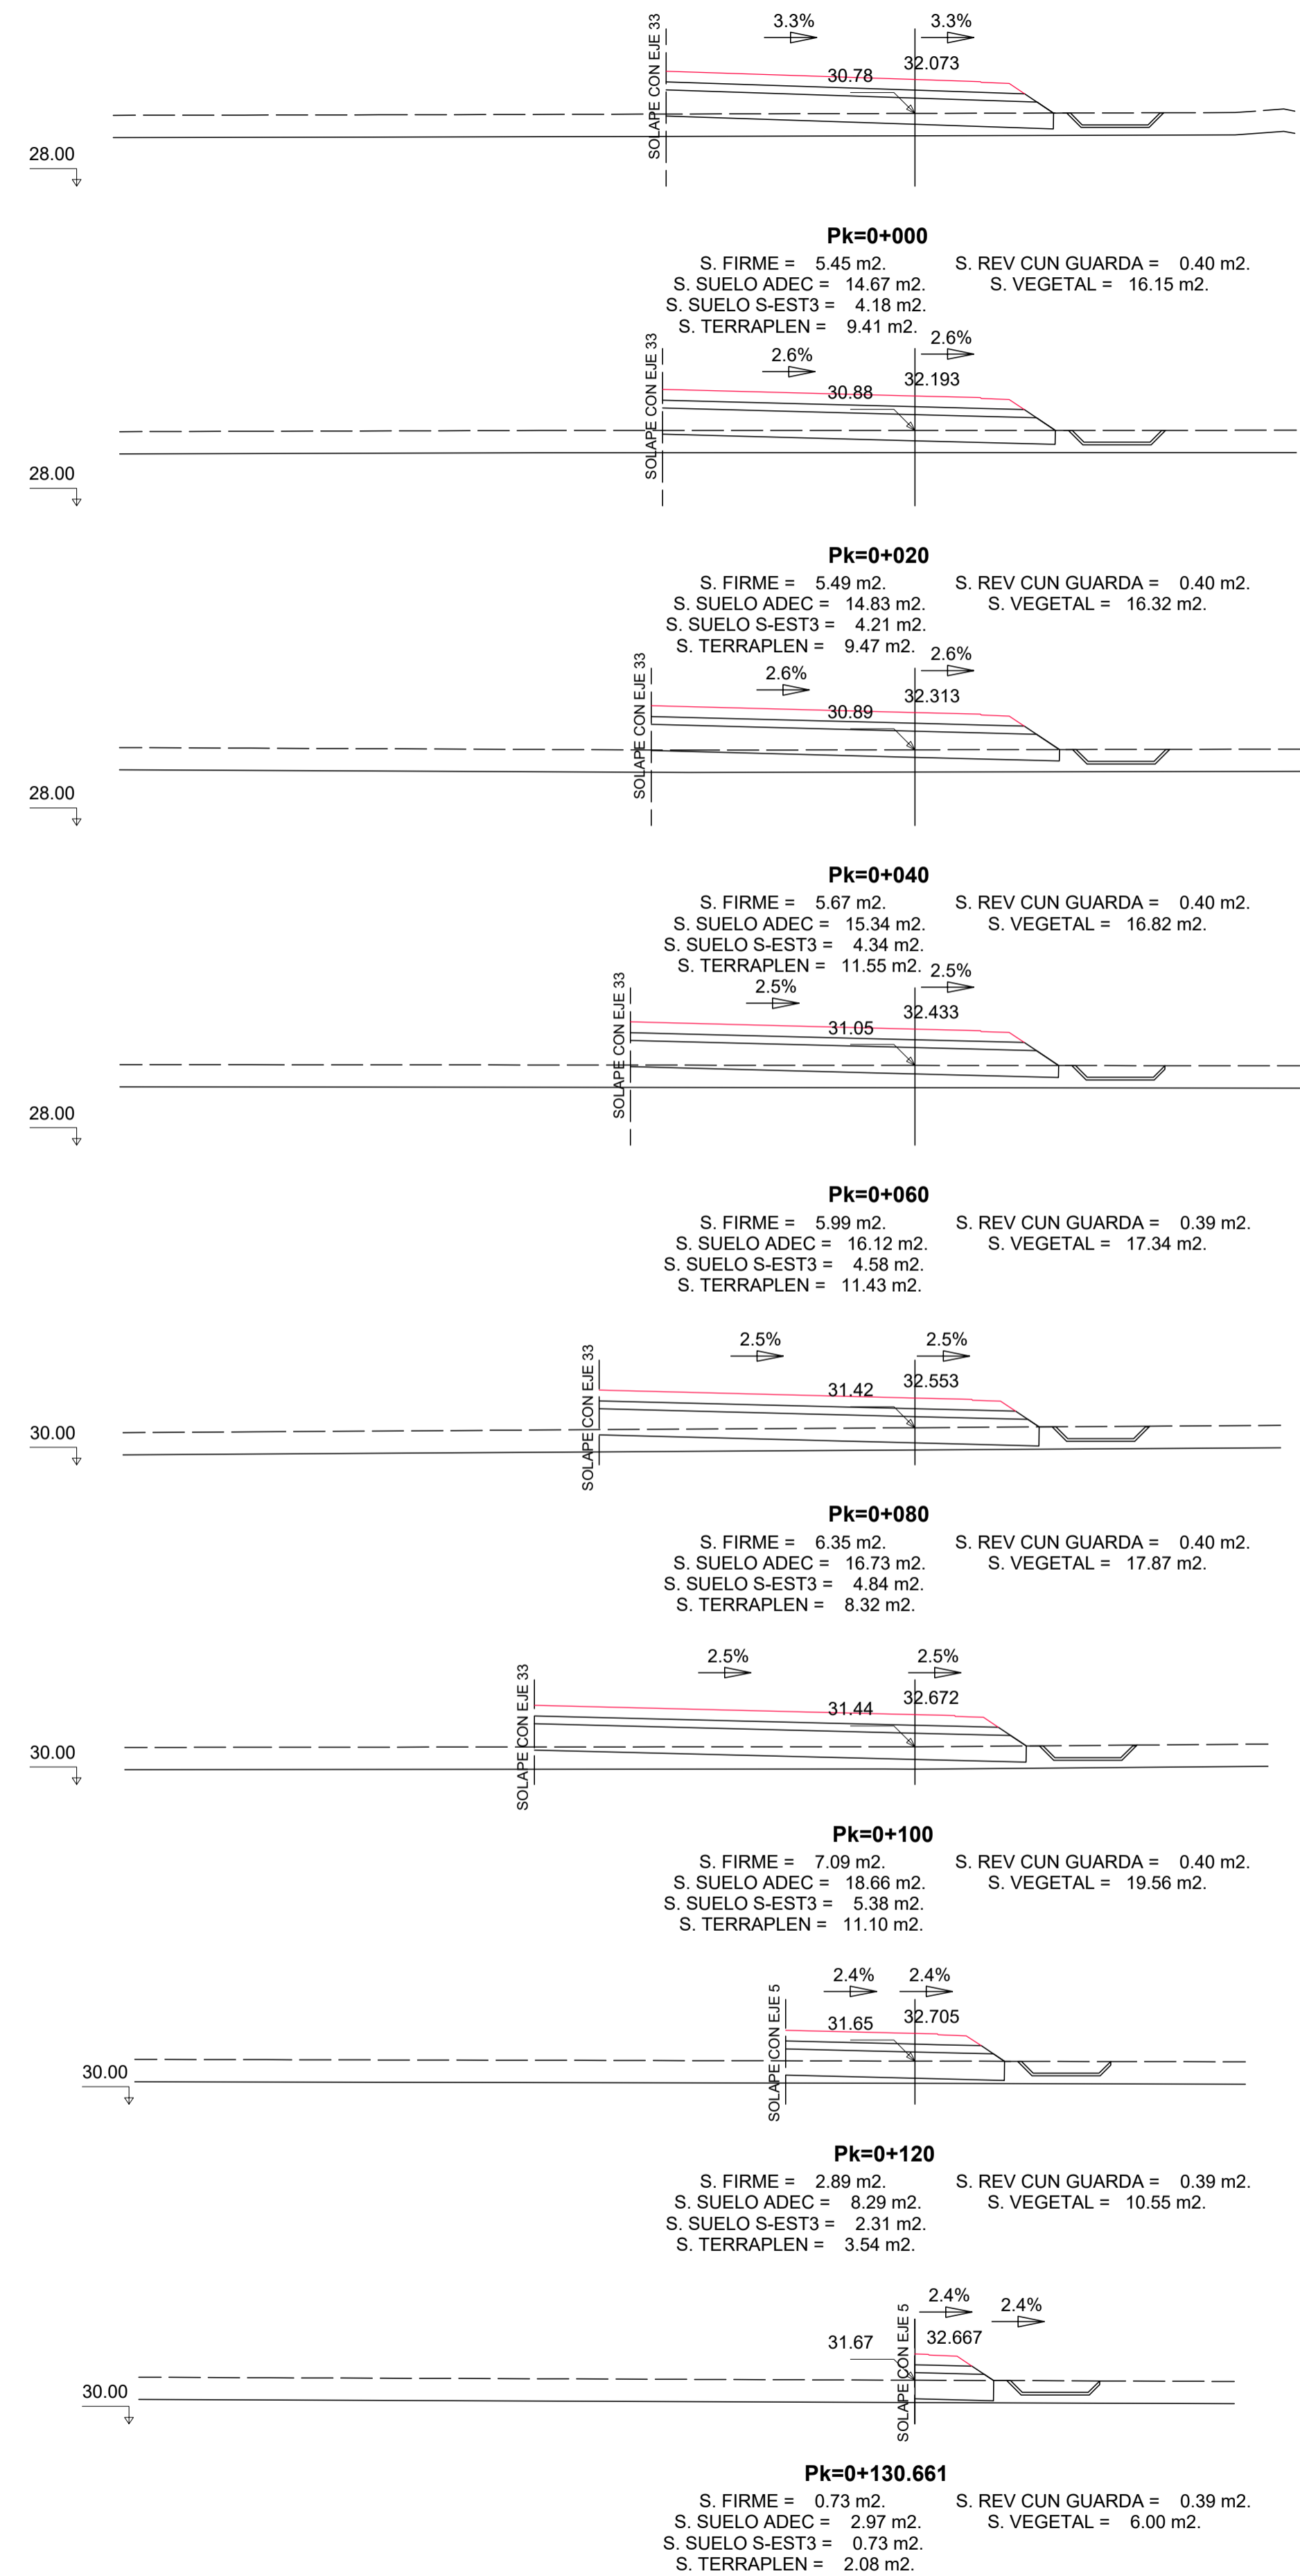 3.3% 3.3%
SOLAPE CON EJE 33
30.78 32.073
28.00
Pk=0+000
S. FIRME = 5.45 m2. S. REV CUN GUARDA = 0.40 m2.
S. SUELO ADEC = 14.67 m2. S. VEGETAL = 16.15 m2.
S. SUELO S-EST3 = 4.18 m2.
S. TERRAPLEN = 9.41 m2.
2.6% 2.6%
SOLAPE CON EJE 33
30.88 32.193
28.00
Pk=0+020
S. FIRME = 5.49 m2. S. REV CUN GUARDA = 0.40 m2.
S. SUELO ADEC = 14.83 m2. S. VEGETAL = 16.32 m2.
S. SUELO S-EST3 = 4.21 m2.
S. TERRAPLEN = 9.47 m2.
2.6% 2.6%
SOLAPE CON EJE 33
30.89 32.313
28.00
Pk=0+040
S. FIRME = 5.67 m2. S. REV CUN GUARDA = 0.40 m2.
S. SUELO ADEC = 15.34 m2. S. VEGETAL = 16.82 m2.
S. SUELO S-EST3 = 4.34 m2.
S. TERRAPLEN = 11.55 m2.
2.5% 2.5%
SOLAPE CON EJE 33
31.05 32.433
28.00
Pk=0+060
S. FIRME = 5.99 m2. S. REV CUN GUARDA = 0.39 m2.
S. SUELO ADEC = 16.12 m2. S. VEGETAL = 17.34 m2.
S. SUELO S-EST3 = 4.58 m2.
S. TERRAPLEN = 11.43 m2.
2.5% 2.5%
SOLAPE CON EJE 33
31.42 32.553
30.00
Pk=0+080
S. FIRME = 6.35 m2. S. REV CUN GUARDA = 0.40 m2.
S. SUELO ADEC = 16.73 m2. S. VEGETAL = 17.87 m2.
S. SUELO S-EST3 = 4.84 m2.
S. TERRAPLEN = 8.32 m2.
2.5% 2.5%
SOLAPE CON EJE 33
31.44 32.672
30.00
Pk=0+100
S. FIRME = 7.09 m2. S. REV CUN GUARDA = 0.40 m2.
S. SUELO ADEC = 18.66 m2. S. VEGETAL = 19.56 m2.
S. SUELO S-EST3 = 5.38 m2.
S. TERRAPLEN = 11.10 m2.
2.4% 2.4%
SOLAPE CON EJE 5
31.65 32.705
30.00
Pk=0+120
S. FIRME = 2.89 m2. S. REV CUN GUARDA = 0.39 m2.
S. SUELO ADEC = 8.29 m2. S. VEGETAL = 10.55 m2.
S. SUELO S-EST3 = 2.31 m2.
S. TERRAPLEN = 3.54 m2.
2.4% 2.4%
SOLAPE CON EJE 5
31.67 32.667
30.00
Pk=0+130.661
S. FIRME = 0.73 m2. S. REV CUN GUARDA = 0.39 m2.
S. SUELO ADEC = 2.97 m2. S. VEGETAL = 6.00 m2.
S. SUELO S-EST3 = 0.73 m2.
S. TERRAPLEN = 2.08 m2.